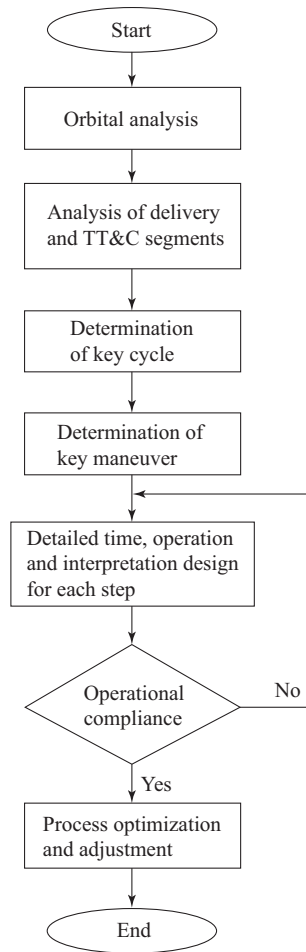 Start
Orbital analysis
Analysis of delivery
and TT&C segments
Determination
of key cycle
Determination of
key maneuver
Detailed time, operation
and interpretation design
for each step
Operational
compliance
No
Yes
Process optimization
and adjustment
End